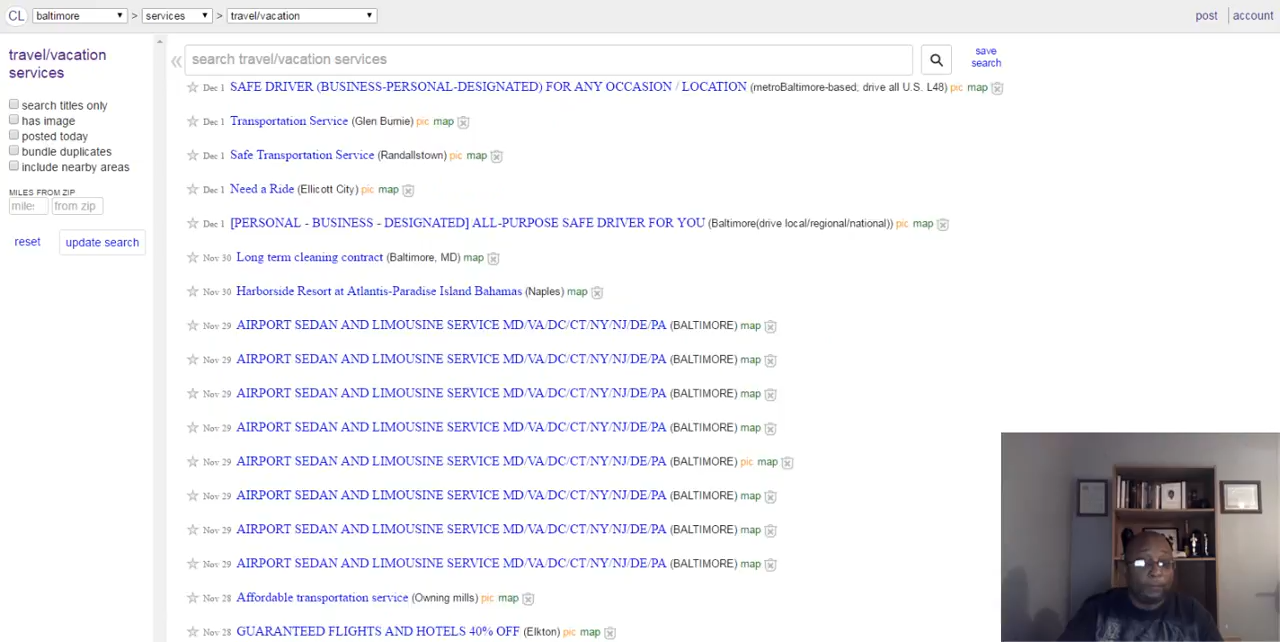 CL baltimore > services > travel/vacation post account
travel/vacation services
search titles only
has image
posted today
bundle duplicates
include nearby areas
MILES FROM ZIP
miles from zip
reset update search
search travel/vacation services
save search
Dec 1 SAFE DRIVER (BUSINESS-PERSONAL-DESIGNATED) FOR ANY OCCASION / LOCATION (metroBaltimore-based; drive all U.S. L48) pic map
Dec 1 Transportation Service (Glen Burnie) pic map
Dec 1 Safe Transportation Service (Randallstown) pic map
Dec 1 Need a Ride (Ellicott City) pic map
Dec 1 [PERSONAL - BUSINESS - DESIGNATED] ALL-PURPOSE SAFE DRIVER FOR YOU (Baltimore(drive local/regional/national)) pic map
Nov 30 Long term cleaning contract (Baltimore, MD) map
Nov 30 Harborside Resort at Atlantis-Paradise Island Bahamas (Naples) map
Nov 29 AIRPORT SEDAN AND LIMOUSINE SERVICE MD/VA/DC/CT/NY/NJ/DE/PA (BALTIMORE) map
Nov 29 AIRPORT SEDAN AND LIMOUSINE SERVICE MD/VA/DC/CT/NY/NJ/DE/PA (BALTIMORE) map
Nov 29 AIRPORT SEDAN AND LIMOUSINE SERVICE MD/VA/DC/CT/NY/NJ/DE/PA (BALTIMORE) map
Nov 29 AIRPORT SEDAN AND LIMOUSINE SERVICE MD/VA/DC/CT/NY/NJ/DE/PA (BALTIMORE) map
Nov 29 AIRPORT SEDAN AND LIMOUSINE SERVICE MD/VA/DC/CT/NY/NJ/DE/PA (BALTIMORE) pic map
Nov 29 AIRPORT SEDAN AND LIMOUSINE SERVICE MD/VA/DC/CT/NY/NJ/DE/PA (BALTIMORE) map
Nov 29 AIRPORT SEDAN AND LIMOUSINE SERVICE MD/VA/DC/CT/NY/NJ/DE/PA (BALTIMORE) map
Nov 29 AIRPORT SEDAN AND LIMOUSINE SERVICE MD/VA/DC/CT/NY/NJ/DE/PA (BALTIMORE) map
Nov 28 Affordable transportation service (Owning mills) pic map
Nov 28 GUARANTEED FLIGHTS AND HOTELS 40% OFF (Elkton) pic map